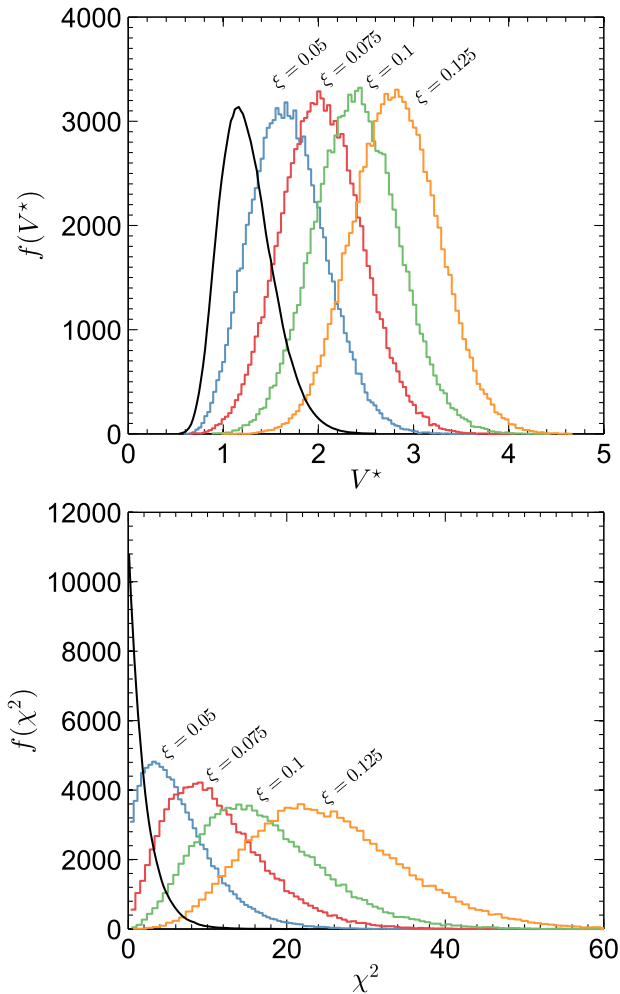 4000
3000
2000
1000
0
f(V⋆)
ξ = 0.05
ξ = 0.075
ξ = 0.1
ξ = 0.125
0 1 2 3 4 5
V⋆
12000
10000
8000
6000
4000
2000
0
f(χ²)
ξ = 0.05
ξ = 0.075
ξ = 0.1
ξ = 0.125
0 20 40 60
χ²